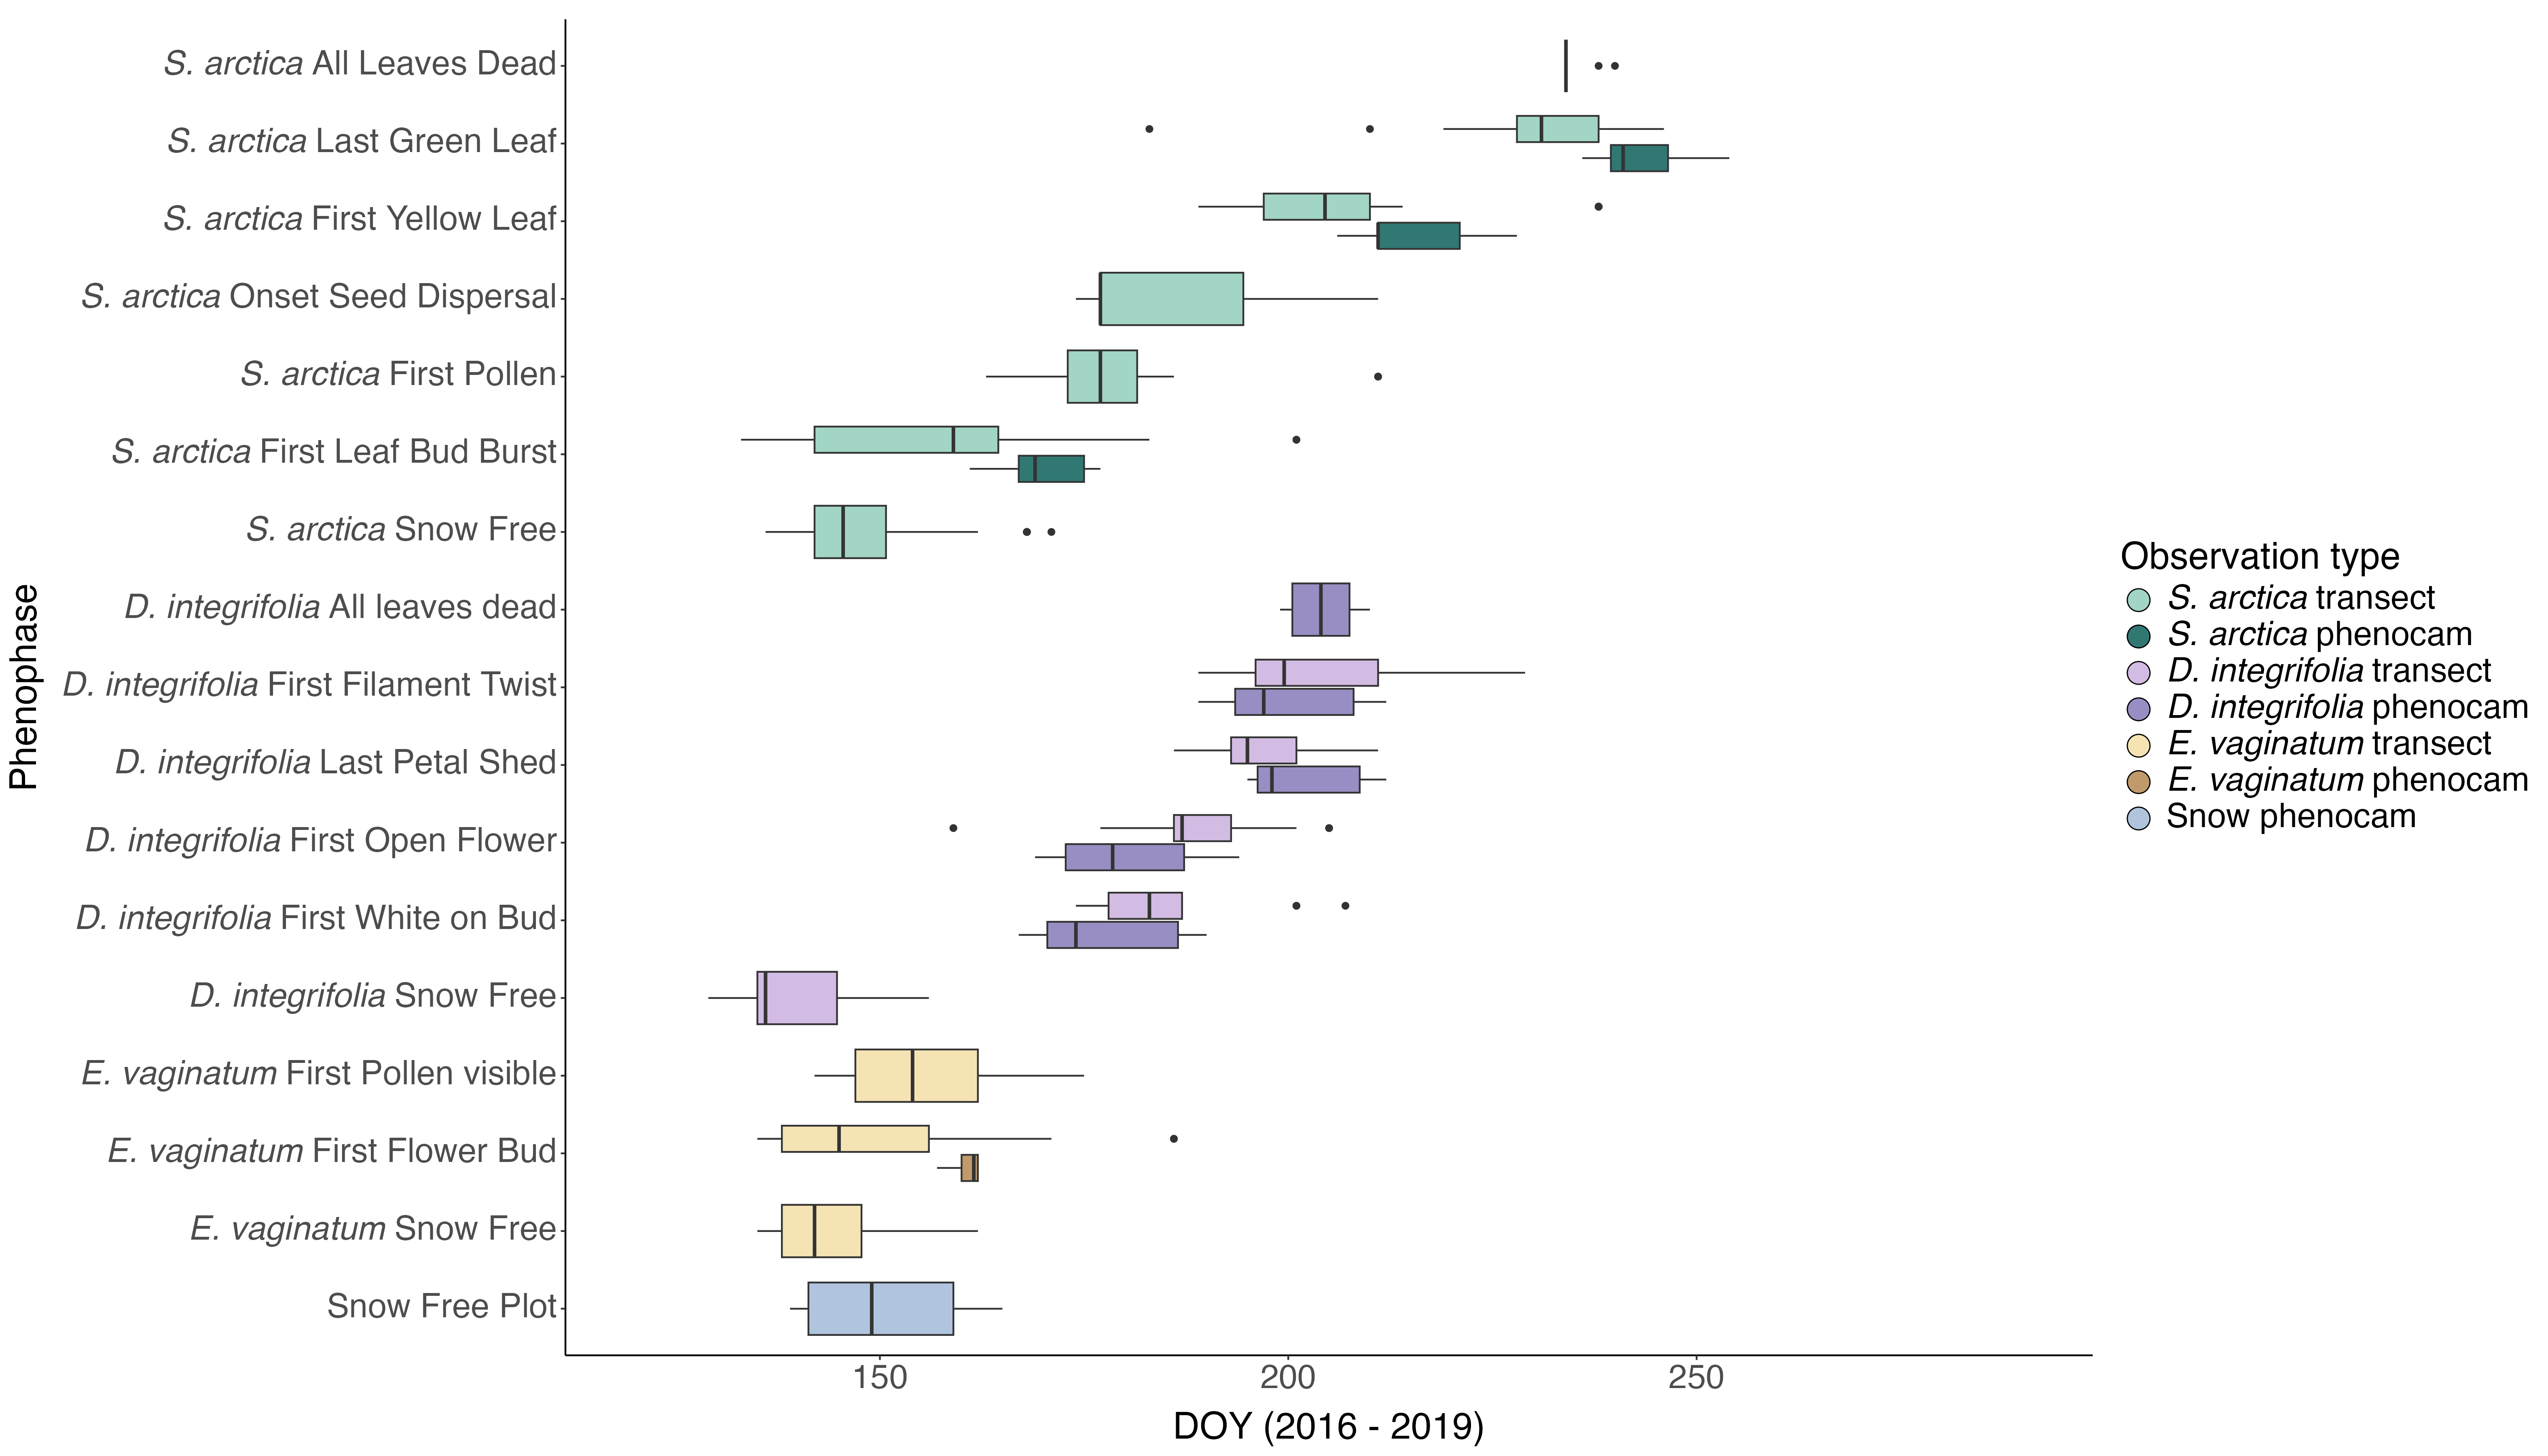 S. arctica All Leaves Dead
S. arctica Last Green Leaf
S. arctica First Yellow Leaf
S. arctica Onset Seed Dispersal
S. arctica First Pollen
S. arctica First Leaf Bud Burst
S. arctica Snow Free
D. integrifolia All leaves dead
D. integrifolia First Filament Twist
D. integrifolia Last Petal Shed
D. integrifolia First Open Flower
D. integrifolia First White on Bud
D. integrifolia Snow Free
E. vaginatum First Pollen visible
E. vaginatum First Flower Bud
E. vaginatum Snow Free
Snow Free Plot
Phenophase
150 200 250
DOY (2016 - 2019)
Observation type
S. arctica transect
S. arctica phenocam
D. integrifolia transect
D. integrifolia phenocam
E. vaginatum transect
E. vaginatum phenocam
Snow phenocam